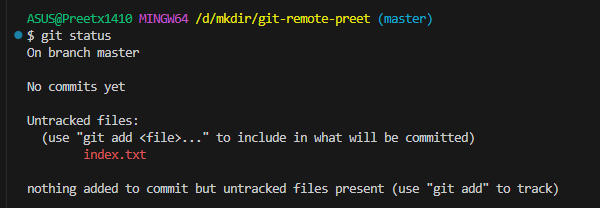 ASUS@Preetx1410 MINGW64 /d/mkdir/git-remote-preet (master)
$ git status
On branch master
No commits yet
Untracked files:
(use "git add <file>..." to include in what will be committed)
index.txt
nothing added to commit but untracked files present (use "git add" to track)